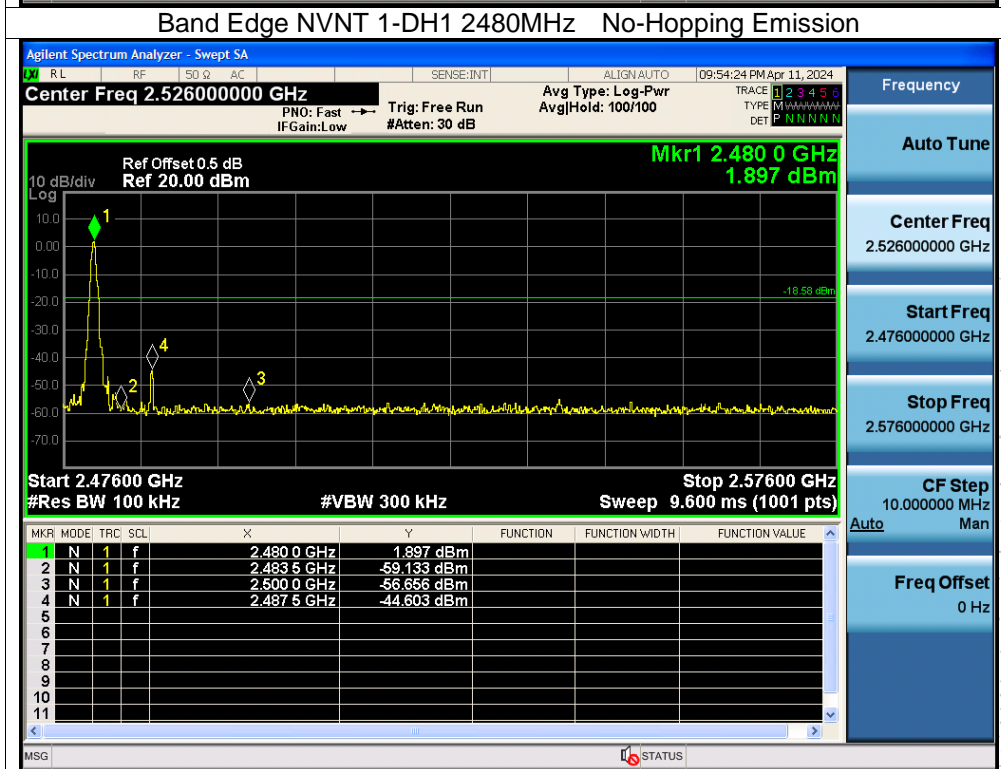 Band Edge NVNT 1-DH1 2480MHz No-Hopping Emission
Agilent Spectrum Analyzer - Swept SA
LXI RL RF 50 Ω AC SENSE:INT ALIGN AUTO 09:54:24 PM Apr 11, 2024
Center Freq 2.526000000 GHz
PNO: Fast
IFGain:Low
Trig: Free Run
#Atten: 30 dB
Avg Type: Log-Pwr
Avg|Hold: 100/100
TRACE 1 2 3 4 5 6
TYPE MWWWWW
DET P N N N N N
Ref Offset 0.5 dB
10 dB/div Ref 20.00 dBm
Log
Mkr1 2.480 0 GHz
1.897 dBm
10.0
0.00
-10.0
-20.0
-30.0
-40.0
-50.0
-60.0
-70.0
1
2
4
3
-18.58 dBm
Start 2.47600 GHz Stop 2.57600 GHz
#Res BW 100 kHz #VBW 300 kHz Sweep 9.600 ms (1001 pts)
MKR MODE TRC SCL X Y FUNCTION FUNCTION WIDTH FUNCTION VALUE
1 N 1 f 2.480 0 GHz 1.897 dBm
2 N 1 f 2.483 5 GHz -59.133 dBm
3 N 1 f 2.500 0 GHz -56.656 dBm
4 N 1 f 2.487 5 GHz -44.603 dBm
5
6
7
8
9
10
11
MSG STATUS
Frequency
Auto Tune
Center Freq
2.526000000 GHz
Start Freq
2.476000000 GHz
Stop Freq
2.576000000 GHz
CF Step
10.000000 MHz
Auto Man
Freq Offset
0 Hz